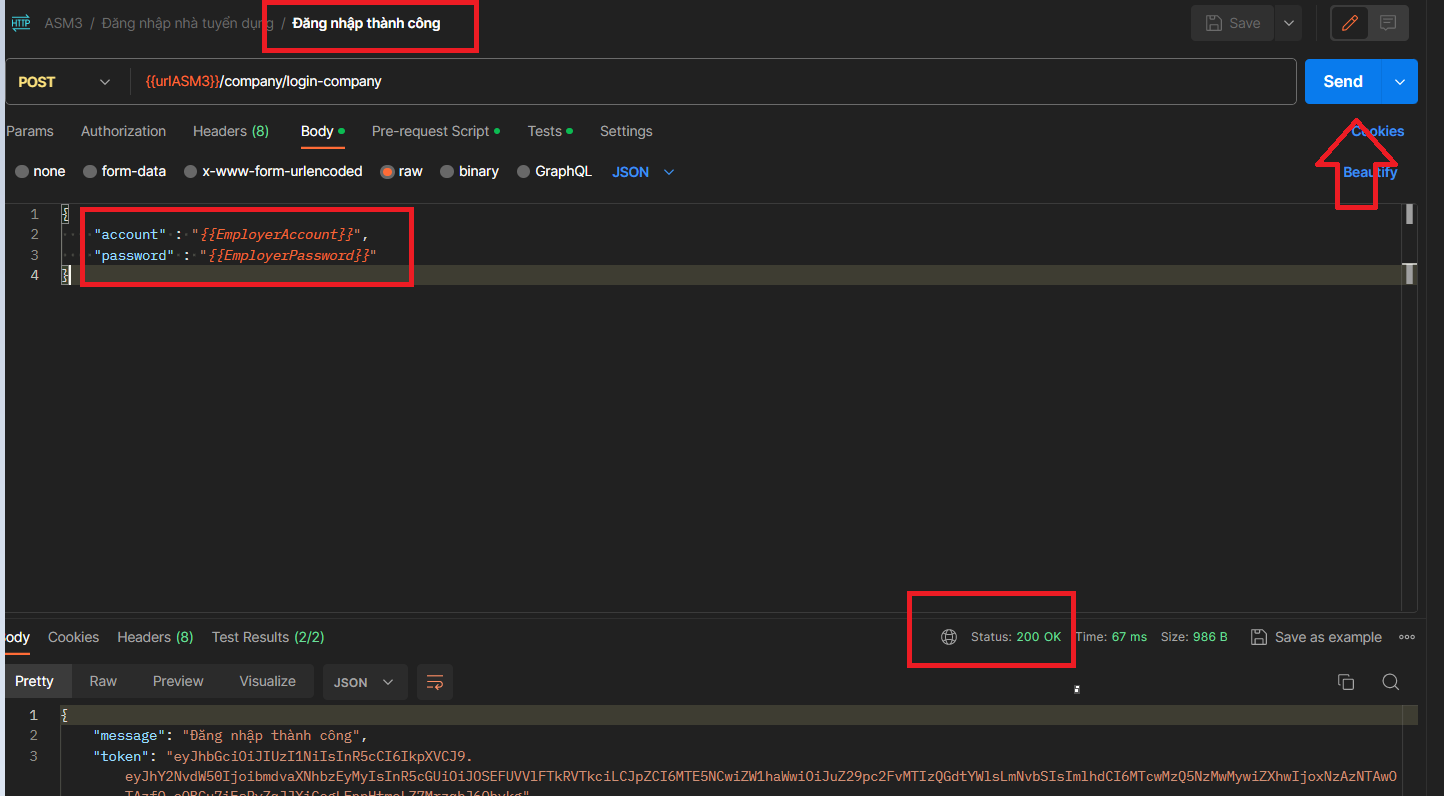 HTTP ASM3 / Đăng nhập nhà tuyển dụng / Đăng nhập thành công Save
POST {{urlASM3}}/company/login-company Send
Params Authorization Headers (8) Body Pre-request Script Tests Settings Cookies
none form-data x-www-form-urlencoded raw binary GraphQL JSON Beautify
1 {
2 "account" : "{{EmployerAccount}}",
3 "password" : "{{EmployerPassword}}"
4 }
ody Cookies Headers (8) Test Results (2/2) Status: 200 OK Time: 67 ms Size: 986 B Save as example
Pretty Raw Preview Visualize JSON
1 {
2 "message": "Đăng nhập thành công",
3 "token": "eyJhbGciOiJIUzI1NiIsInR5cCI6IkpXVCJ9.